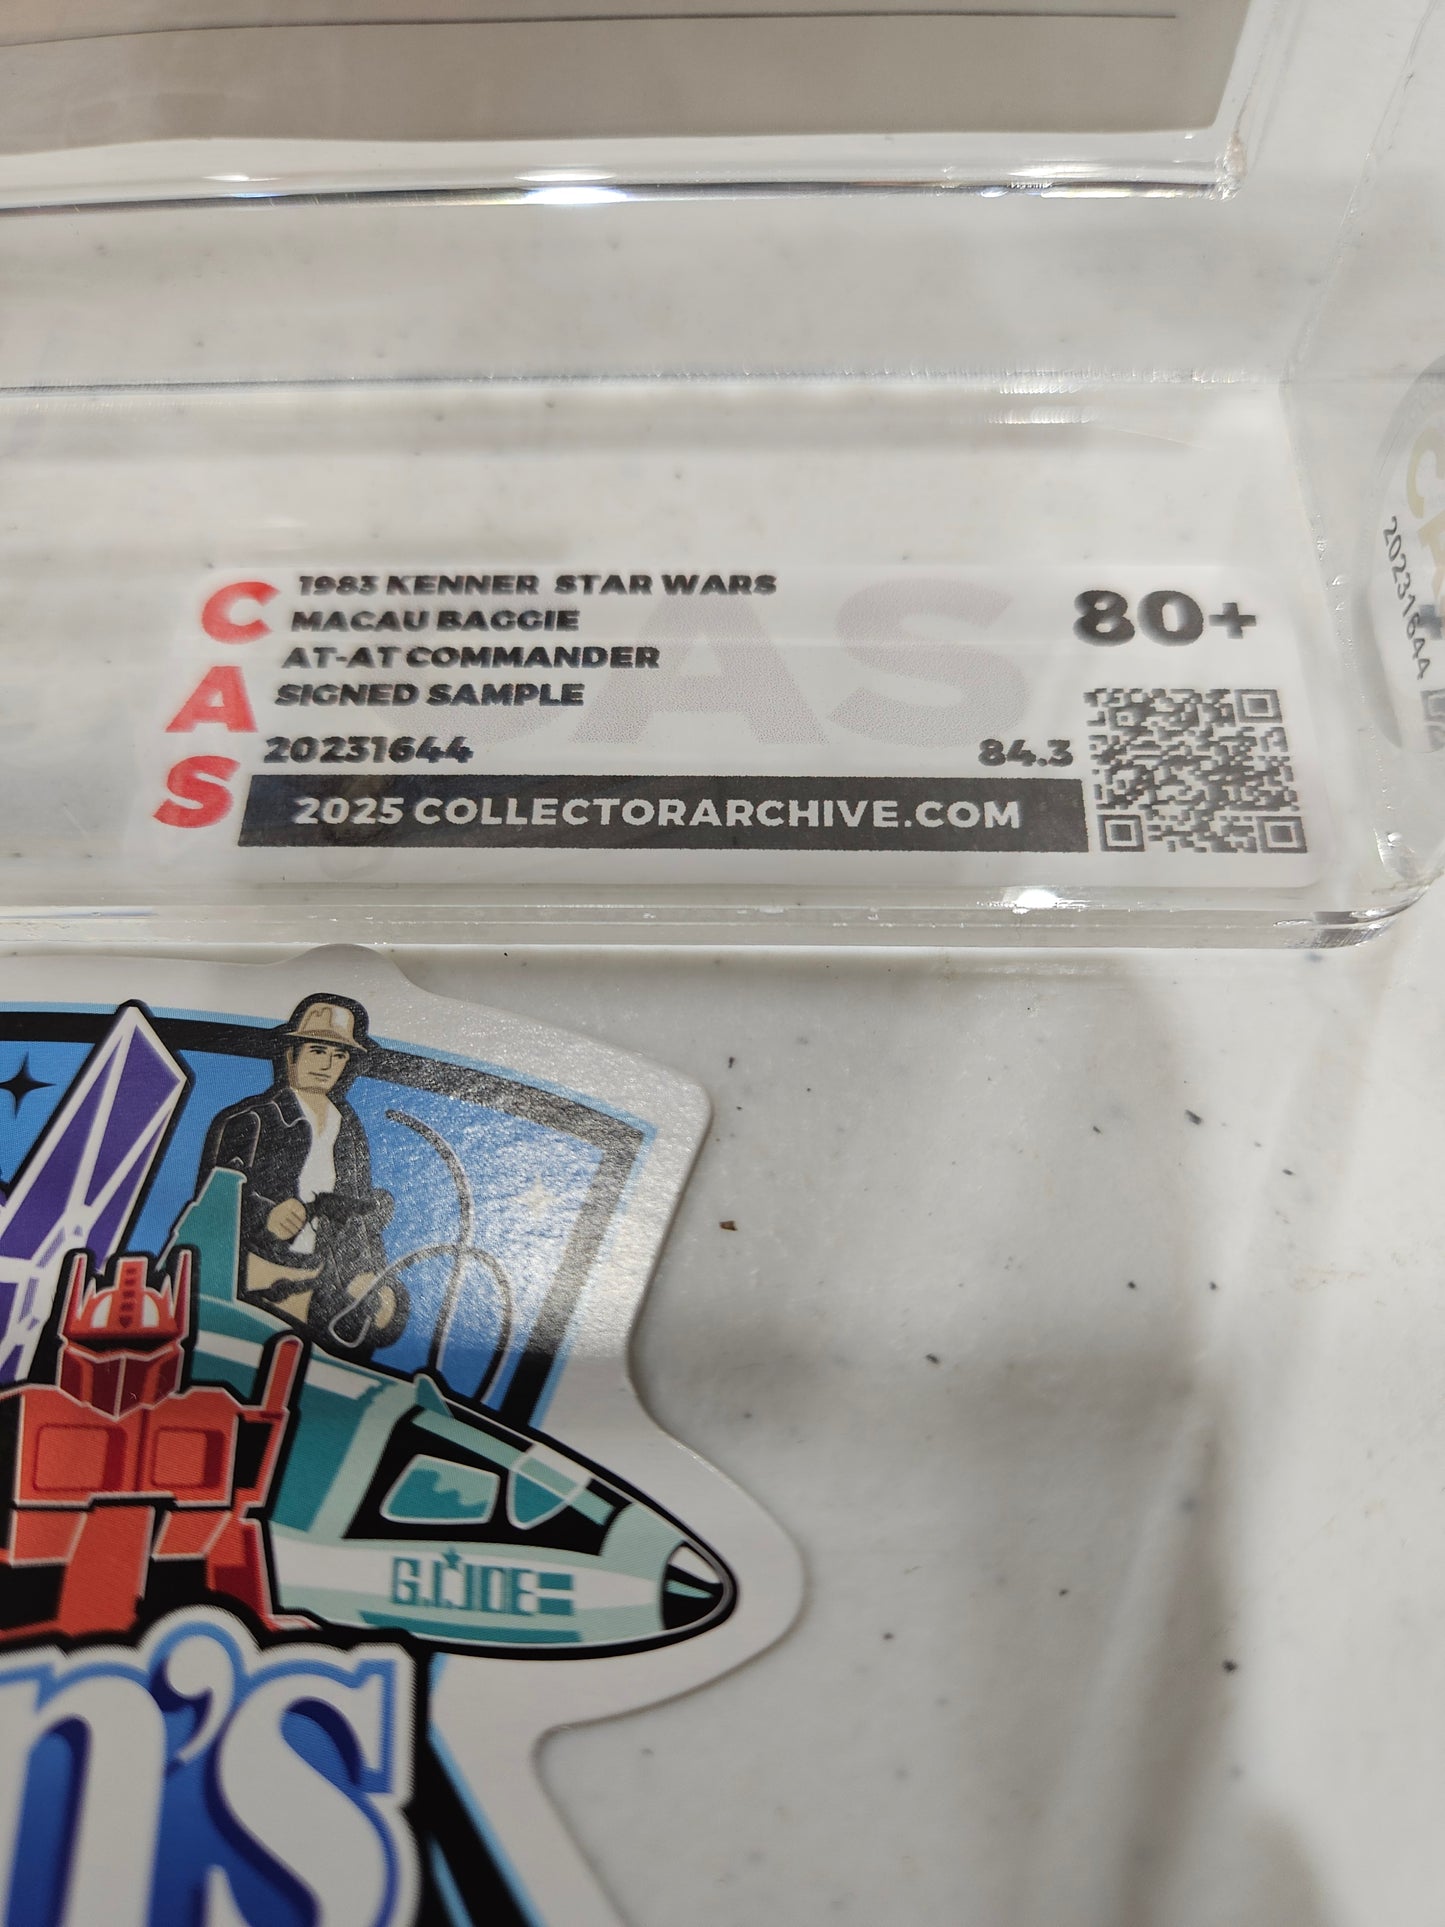 CAS
1983 KENNER STAR WARS
MACAU BAGGIE
AT-AT COMMANDER
SIGNED SAMPLE
20231644
80+
84.3
2025 COLLECTORARCHIVE.COM
CAS
20231644
G.I. JOE
n's